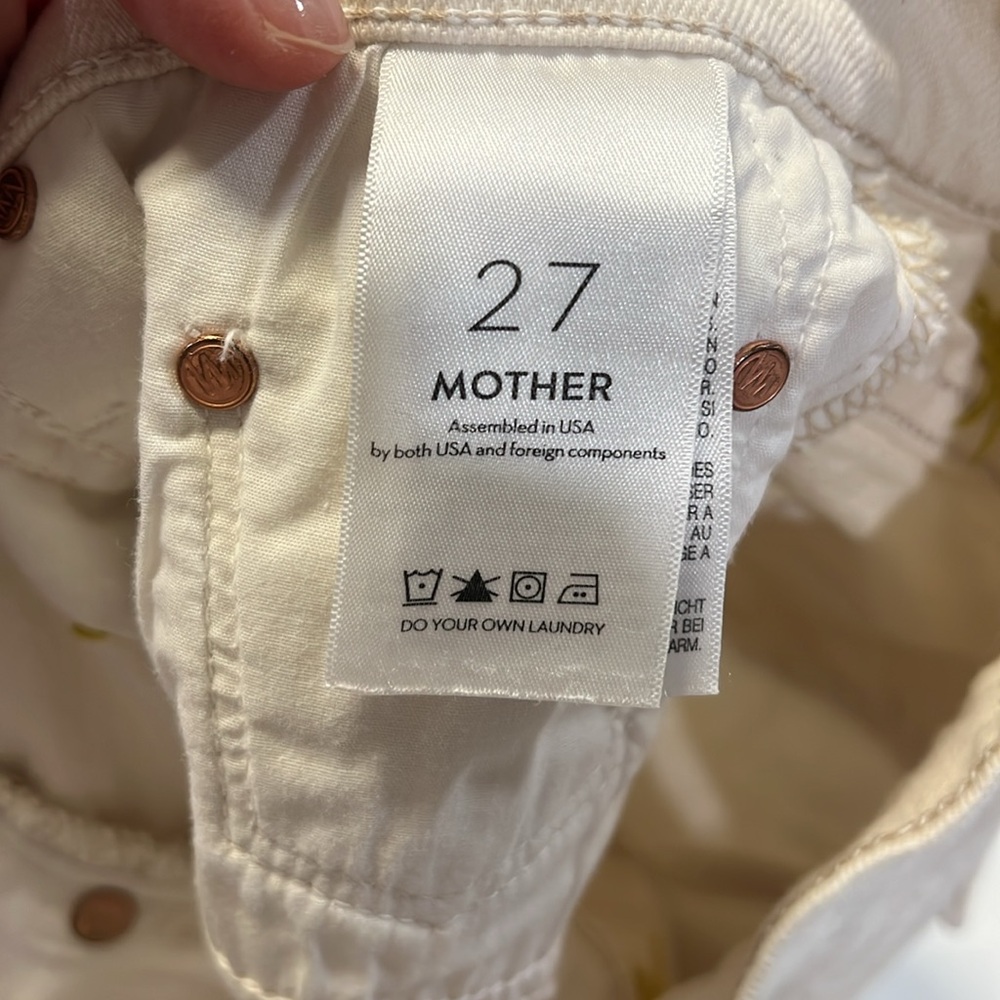 27
MOTHER
Assembled in USA
by both USA and foreign components
DO YOUR OWN LAUNDRY